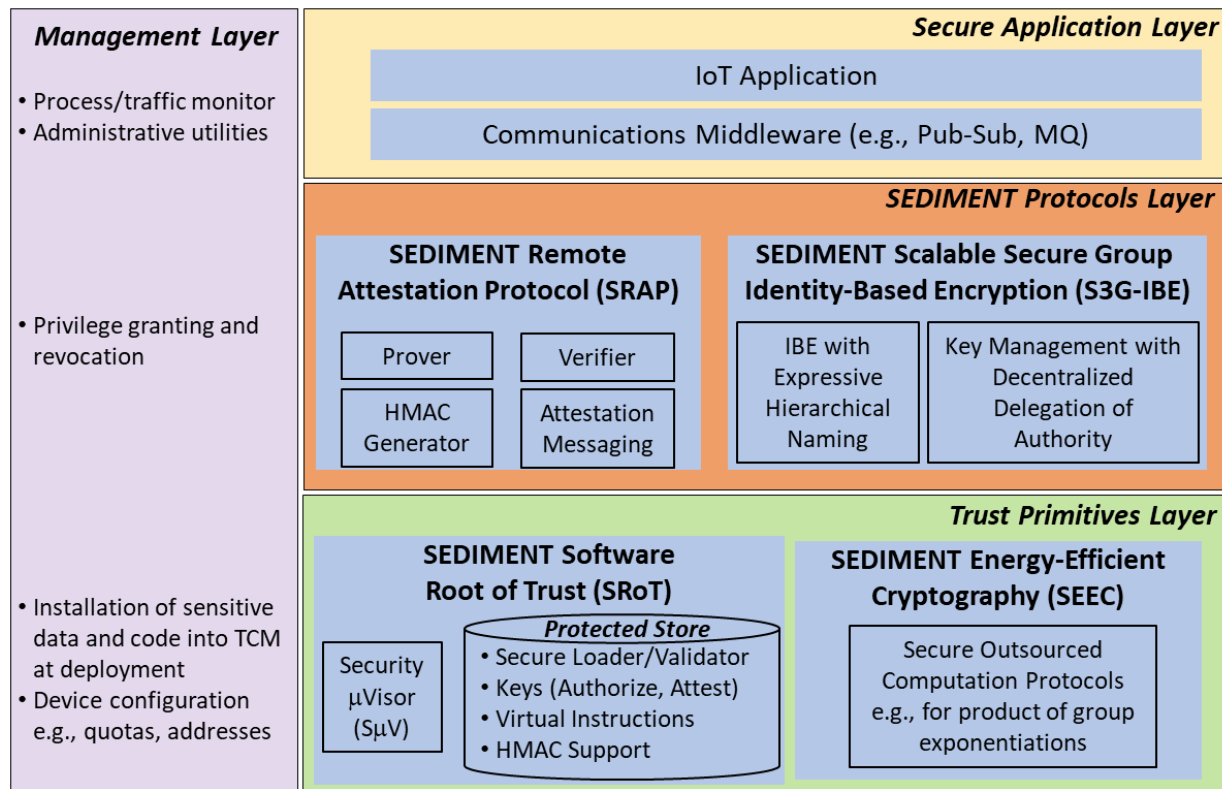 Management Layer
• Process/traffic monitor
• Administrative utilities
• Privilege granting and
revocation
• Installation of sensitive
data and code into TCM
at deployment
• Device configuration
e.g., quotas, addresses
Secure Application Layer
IoT Application
Communications Middleware (e.g., Pub-Sub, MQ)
SEDIMENT Protocols Layer
SEDIMENT Remote
Attestation Protocol (SRAP)
Prover
Verifier
HMAC
Generator
Attestation
Messaging
SEDIMENT Scalable Secure Group
Identity-Based Encryption (S3G-IBE)
IBE with
Expressive
Hierarchical
Naming
Key Management with
Decentralized
Delegation of
Authority
Trust Primitives Layer
SEDIMENT Software
Root of Trust (SRoT)
Security
μVisor
(SμV)
Protected Store
• Secure Loader/Validator
• Keys (Authorize, Attest)
• Virtual Instructions
• HMAC Support
SEDIMENT Energy-Efficient
Cryptography (SEEC)
Secure Outsourced
Computation Protocols
e.g., for product of group
exponentiations